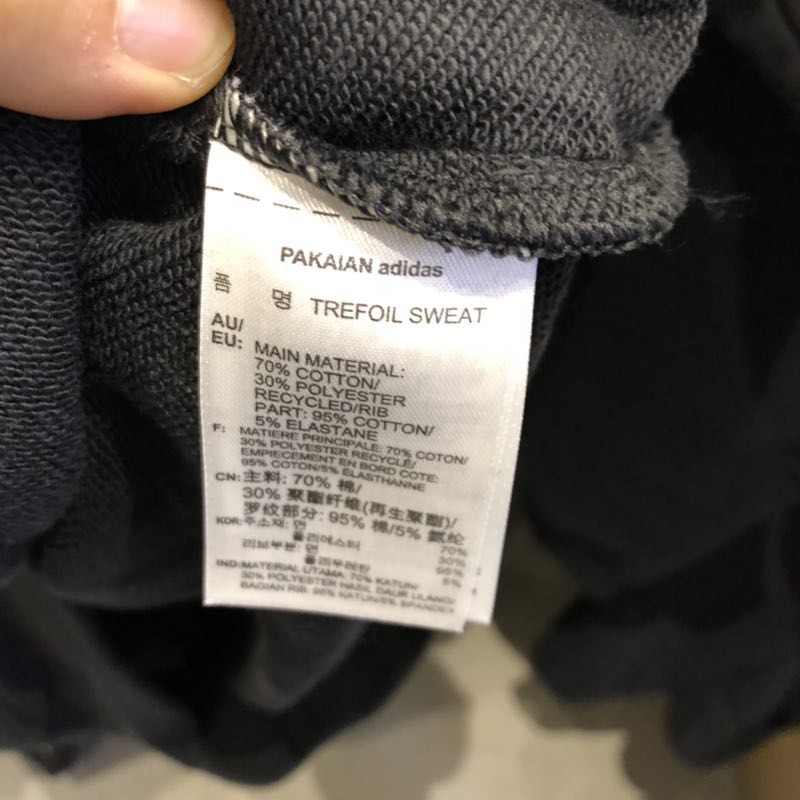 PAKAIAN adidas
품 명 TREFOIL SWEAT
AU/
EU: MAIN MATERIAL:
70% COTTON/
30% POLYESTER
RECYCLED/RIB
PART: 95% COTTON/
5% ELASTANE
F: MATIERE PRINCIPALE: 70% COTON/
30% POLYESTER RECYCLÉ/
EMPIECEMENT EN BORD COTE:
95% COTON/5% ELASTHANNE
CN: 主料: 70% 棉/
30% 聚酯纤维(再生聚酯)/
罗纹部分: 95% 棉/5% 氨纶
KOR: 주소재: 면 70%
폴리에스터 30%
리브부분: 면 95%
폴리우레탄 5%
IND: MATERIAL UTAMA: 70% KATUN/
30% POLYESTER HASIL DAUR ULANG/
BAGIAN RIB: 95% KATUN/5% SPANDEX